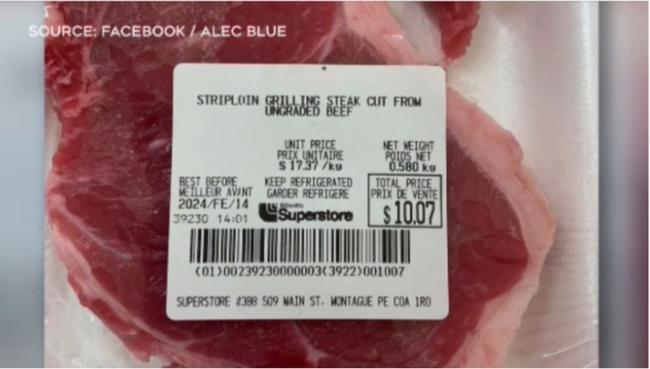 SOURCE: FACEBOOK / ALEC BLUE
STRIPLOIN GRILLING STEAK CUT FROM
UNGRADED BEEF
UNIT PRICE
PRIX UNITAIRE
$ 17.37 /kg
NET WEIGHT
POIDS NET
0.580 kg
BEST BEFORE
MEILLEUR AVANT
2024/FE/14
39230 14:01
KEEP REFRIGERATED
GARDER REFRIGERE
Atlantic
Superstore
TOTAL PRICE
PRIX DE VENTE
$ 10.07
(01)00239230000003(3922)001007
SUPERSTORE #388 509 MAIN ST. MONTAGUE PE C0A 1R0